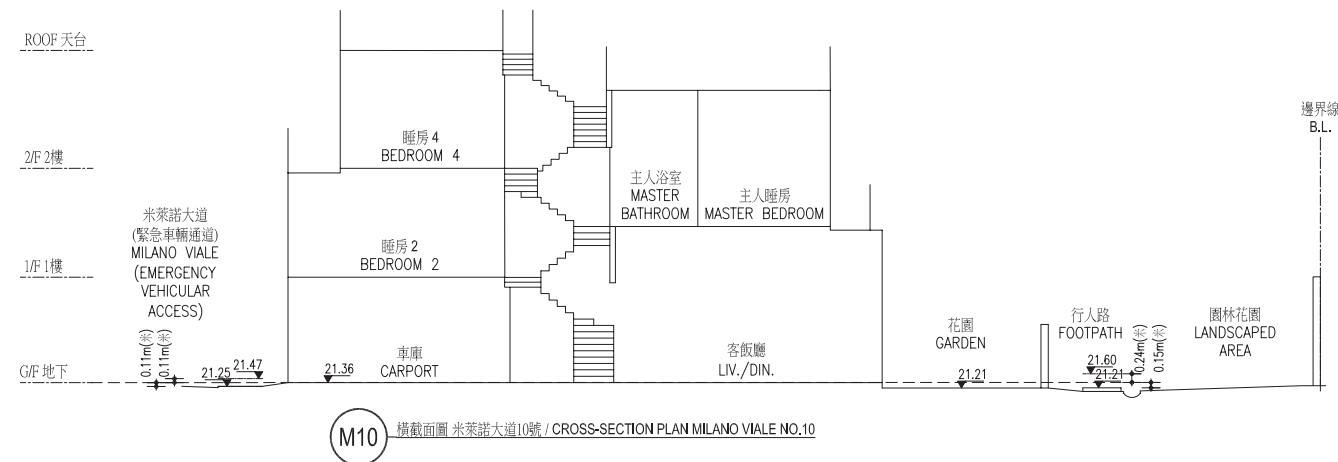 ROOF 天台
2/F 2樓
1/F 1樓
G/F 地下
米萊諾大道
(緊急車輛通道)
MILANO VIALE
(EMERGENCY
VEHICULAR
ACCESS)
0.11m(米)
0.11m(米)
21.25
21.47
21.36
睡房 4
BEDROOM 4
睡房 2
BEDROOM 2
車庫
CARPORT
主人浴室
MASTER
BATHROOM
主人睡房
MASTER BEDROOM
客飯廳
LIV./DIN.
花園
GARDEN
21.21
行人路
FOOTPATH
21.60
21.21
0.24m(米)
0.15m(米)
園林花園
LANDSCAPED
AREA
邊界線
B.L.
M10
橫截面圖 米萊諾大道10號 / CROSS-SECTION PLAN MILANO VIALE NO.10